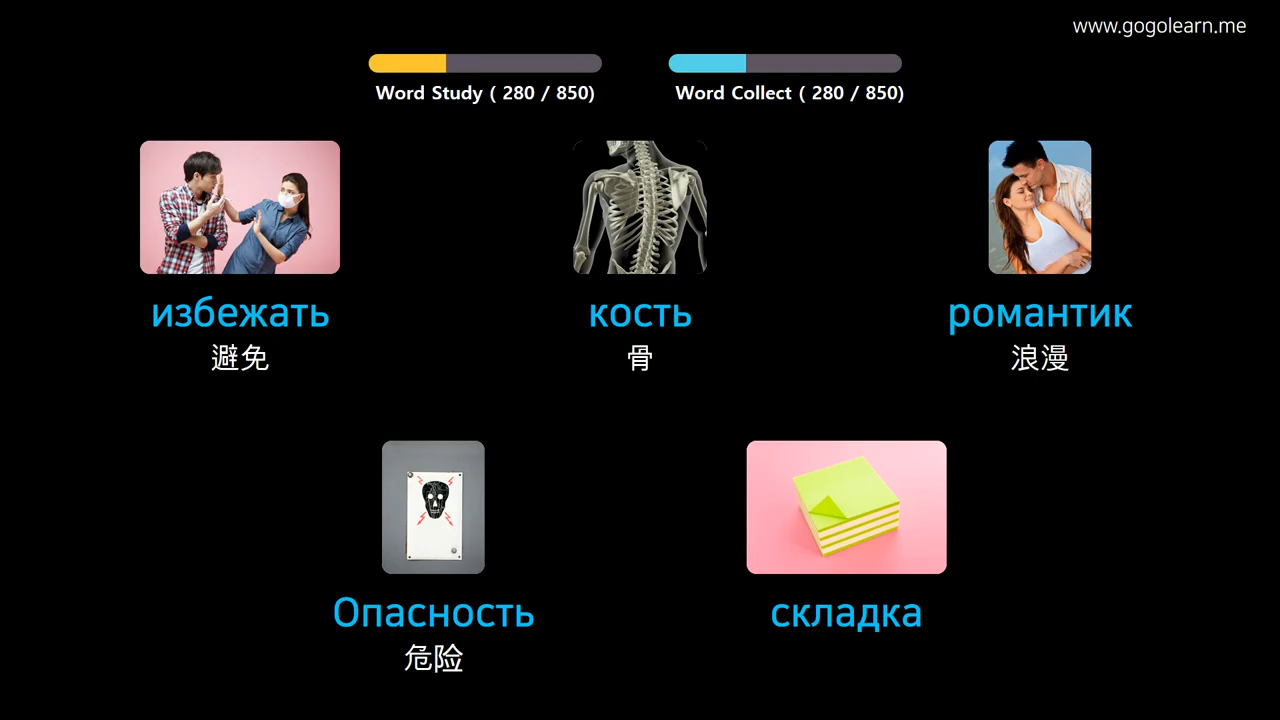 www.gogolearn.me
Word Study ( 280 / 850)
Word Collect ( 280 / 850)
избежать
避免
кость
骨
романтик
浪漫
Опасность
危险
складка